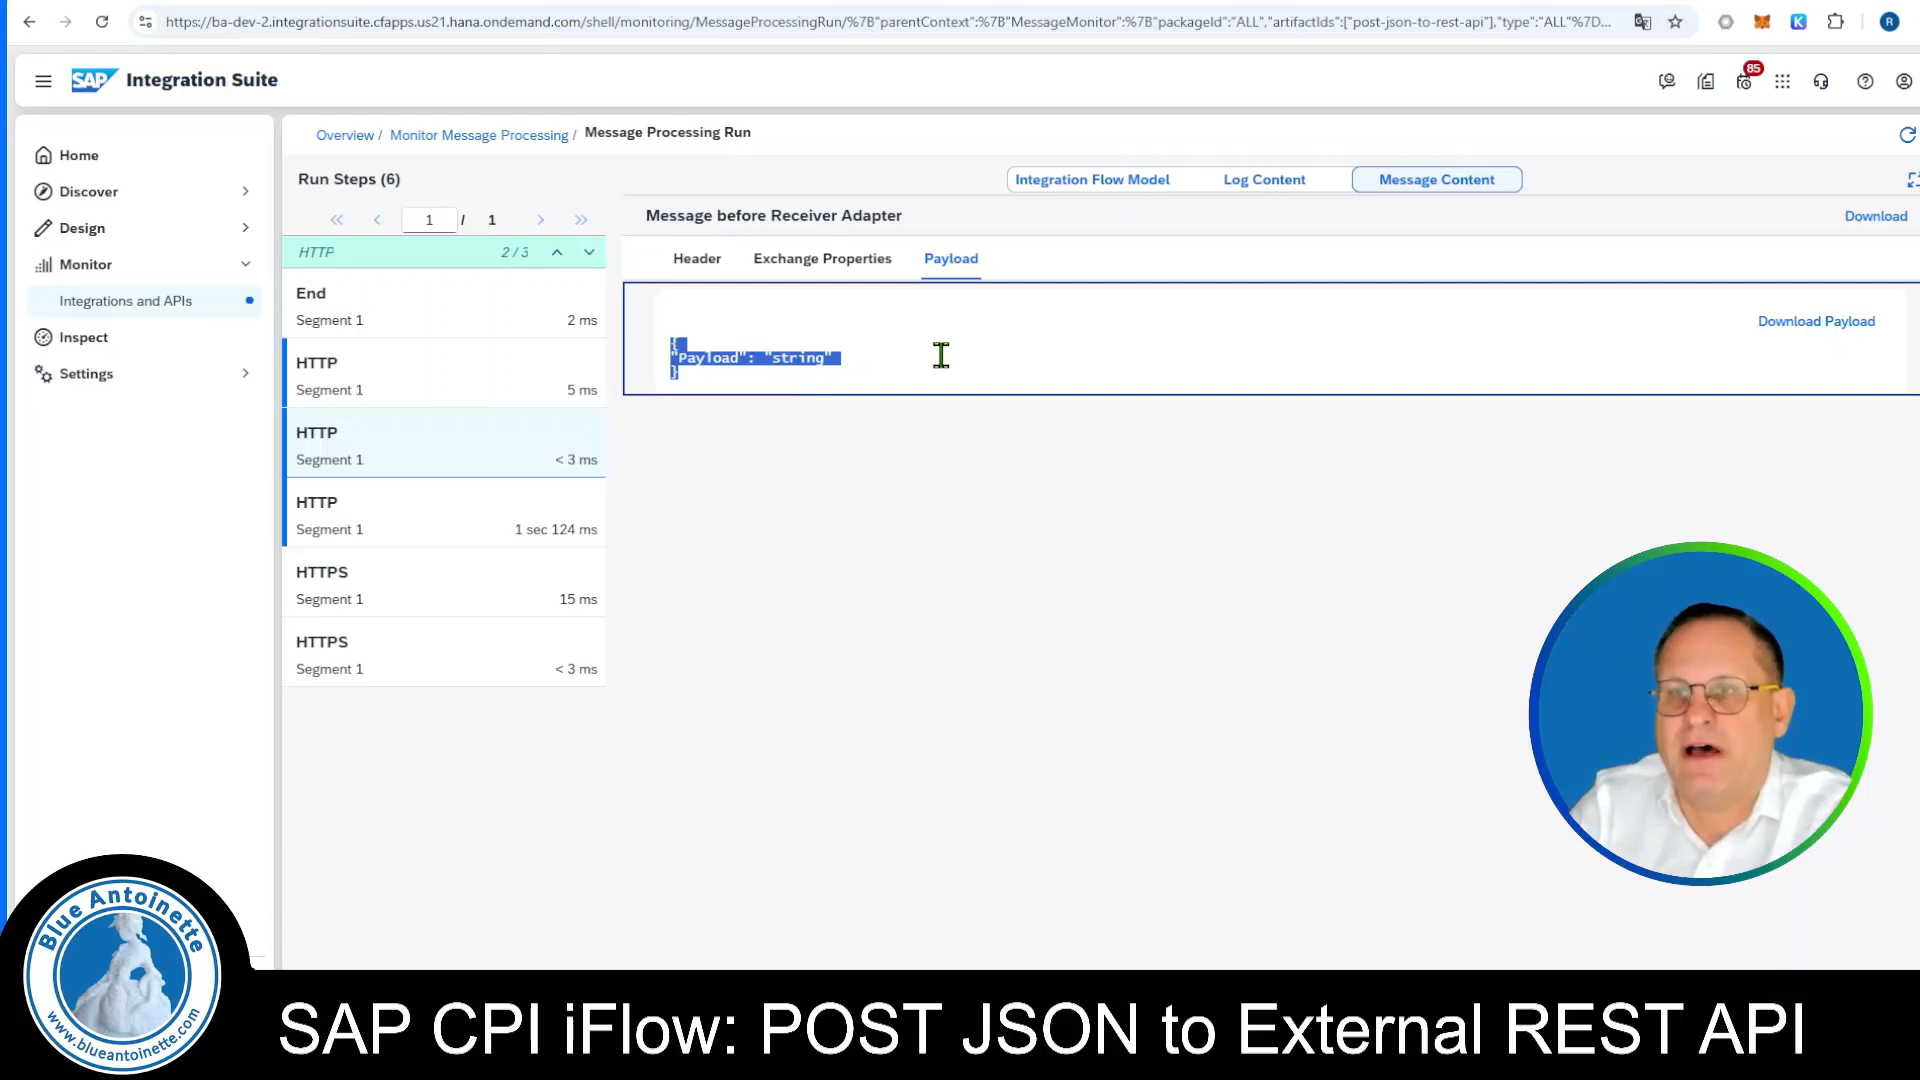 https://ba-dev-2.integrationsuite.cfapps.us21.hana.ondemand.com/shell/monitoring/MessageProcessingRun/%7B"parentContext":%7B"MessageMonitor":%7B"packageId":"ALL","artifactIds":["post-json-to-rest-api"],"type":"ALL"%7D...
K
R
SAP Integration Suite
85
Home
Discover
Design
Monitor
Integrations and APIs
Inspect
Settings
Overview / Monitor Message Processing / Message Processing Run
Run Steps (6)
Integration Flow Model
Log Content
Message Content
1 / 1
Message before Receiver Adapter
Download
HTTP 2 / 3
Header
Exchange Properties
Payload
End
Segment 1 2 ms
HTTP
Segment 1 5 ms
HTTP
Segment 1 < 3 ms
HTTP
Segment 1 1 sec 124 ms
HTTPS
Segment 1 15 ms
HTTPS
Segment 1 < 3 ms
Download Payload
{
"Payload": "string"
}
Blue Antoinette
www.blueantoinette.com
SAP CPI iFlow: POST JSON to External REST API